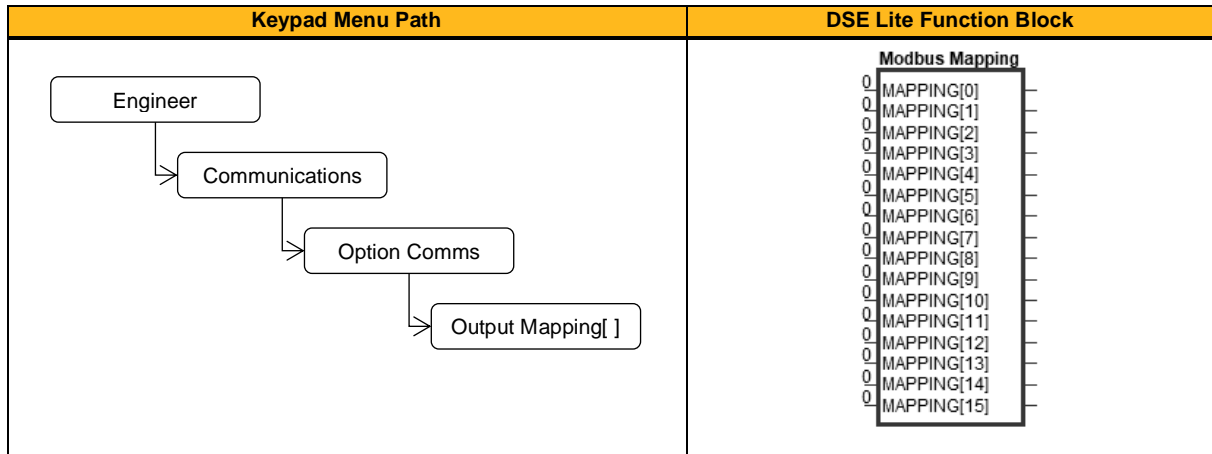 Keypad Menu Path
DSE Lite Function Block
Engineer
Communications
Option Comms
Output Mapping[ ]
Modbus Mapping
0 MAPPING[0]
0 MAPPING[1]
0 MAPPING[2]
0 MAPPING[3]
0 MAPPING[4]
0 MAPPING[5]
0 MAPPING[6]
0 MAPPING[7]
0 MAPPING[8]
0 MAPPING[9]
0 MAPPING[10]
0 MAPPING[11]
0 MAPPING[12]
0 MAPPING[13]
0 MAPPING[14]
0 MAPPING[15]